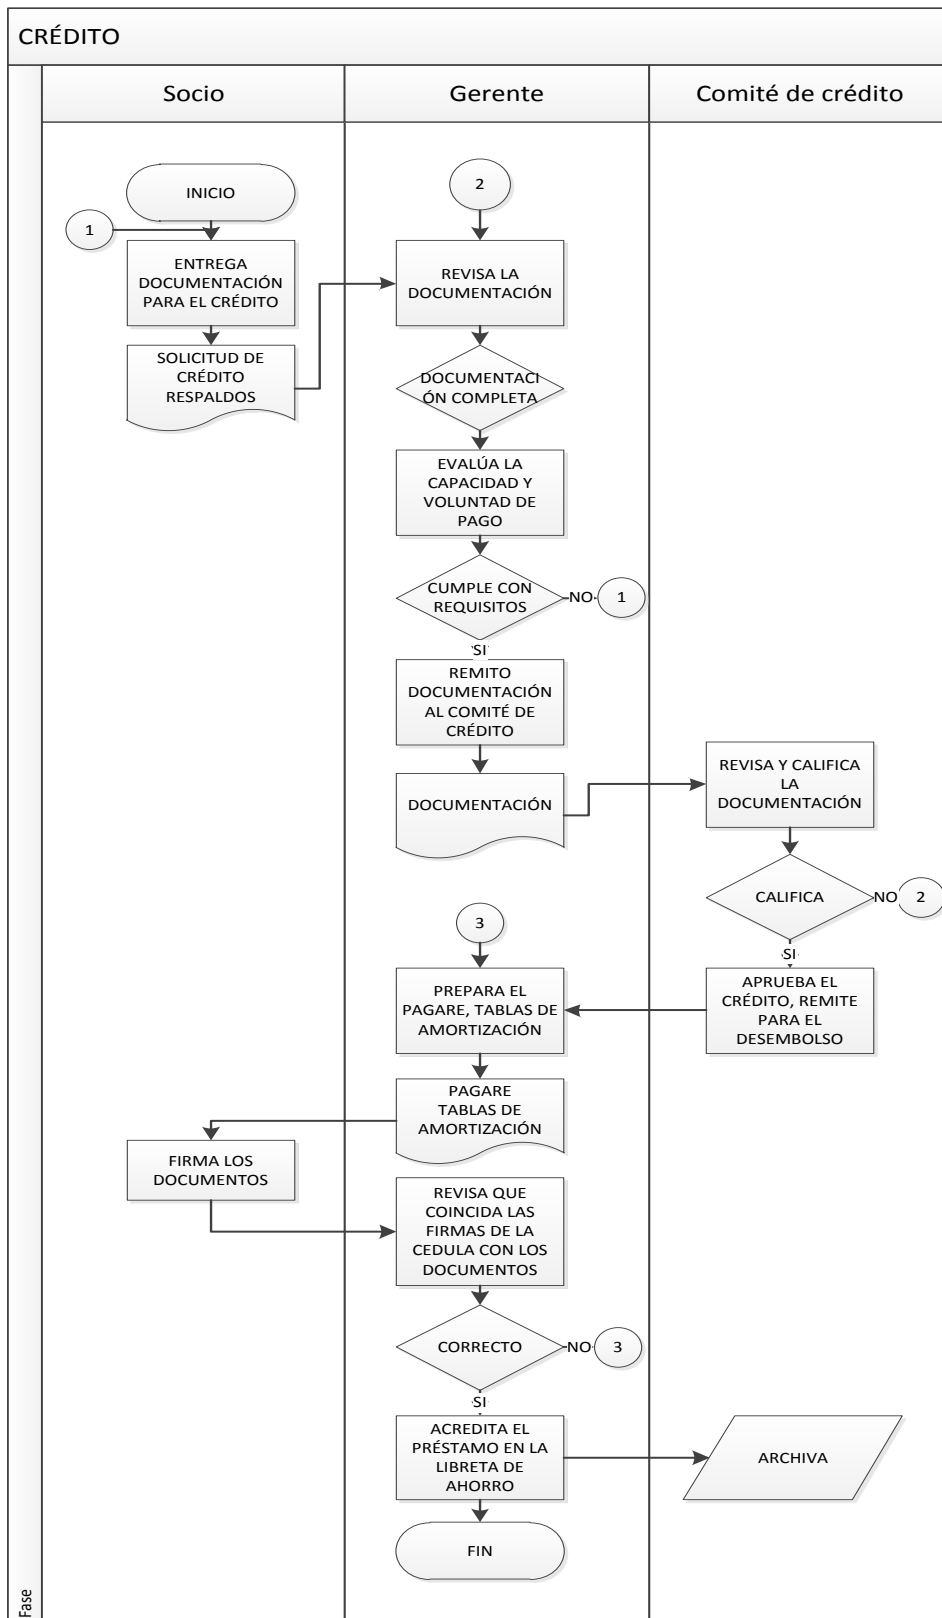 CRÉDITO
Socio
Gerente
Comité de crédito
INICIO
1
ENTREGA
DOCUMENTACIÓN
PARA EL CRÉDITO
SOLICITUD DE
CRÉDITO
RESPALDOS
2
REVISA LA
DOCUMENTACIÓN
DOCUMENTACI
ÓN COMPLETA
EVALÚA LA
CAPACIDAD Y
VOLUNTAD DE
PAGO
CUMPLE CON
REQUISITOS
NO
1
SI
REMITO
DOCUMENTACIÓN
AL COMITÉ DE
CRÉDITO
DOCUMENTACIÓN
REVISA Y CALIFICA
LA
DOCUMENTACIÓN
CALIFICA
NO
2
SI
APRUEBA EL
CRÉDITO, REMITE
PARA EL
DESEMBOLSO
3
PREPARA EL
PAGARE, TABLAS DE
AMORTIZACIÓN
PAGARE
TABLAS DE
AMORTIZACIÓN
FIRMA LOS
DOCUMENTOS
REVISA QUE
COINCIDA LAS
FIRMAS DE LA
CEDULA CON LOS
DOCUMENTOS
CORRECTO
NO
3
SI
ACREDITA EL
PRÉSTAMO EN LA
LIBRETA DE
AHORRO
ARCHIVA
FIN
Fase